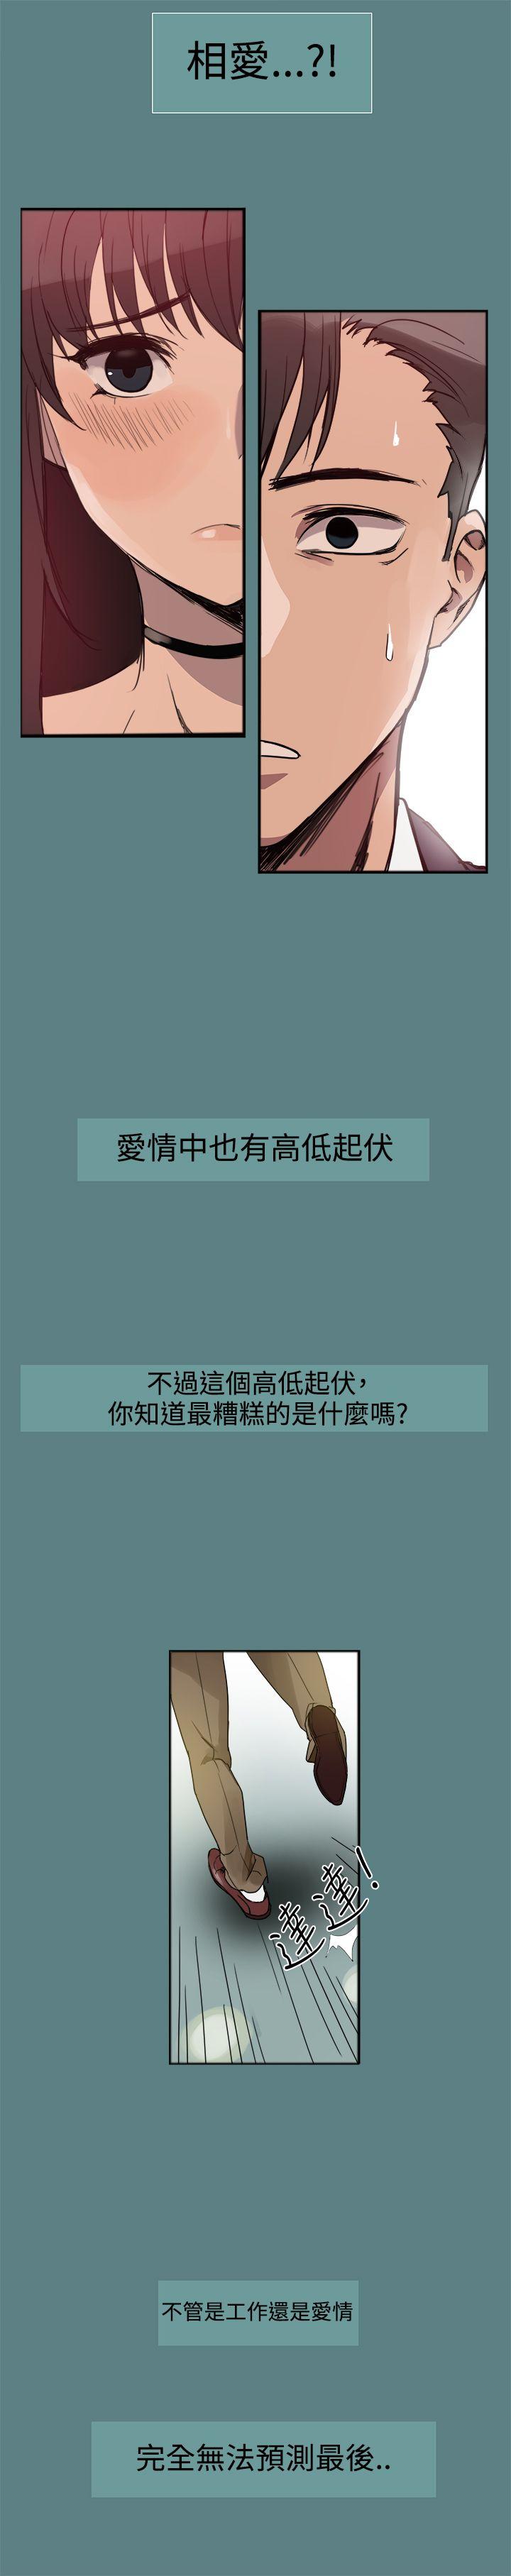 相愛...?!
愛情中也有高低起伏
不過這個高低起伏，
你知道最糟糕的是什麼嗎?
達達!
不管是工作還是愛情
完全無法預測最後..